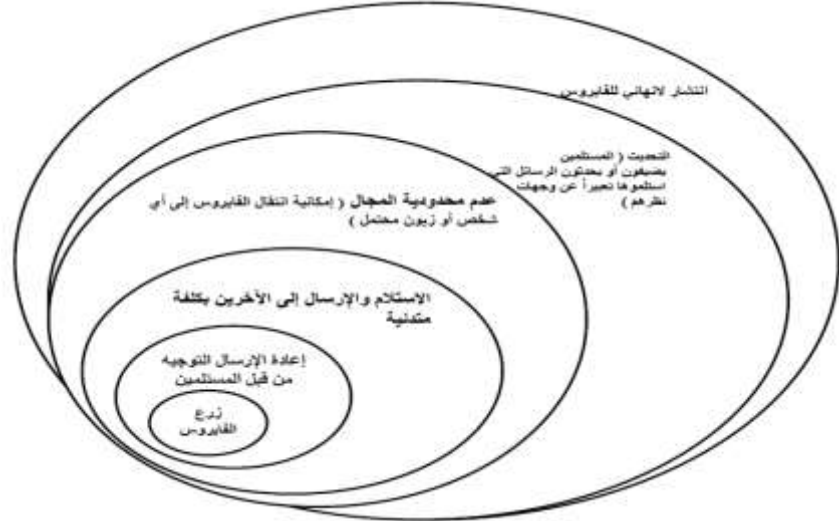 انتشار لانهائي للفايروس
التحديث ( المستلمين
يضيفون أو يحدثون الرسائل التي
استلموها تعبيراً عن وجهات
نظرهم )
عدم محدودية المجال ( إمكانية انتقال الفايروس إلى أي
شخص أو زبون محتمل )
الاستلام والإرسال إلى الآخرين بكلفة
متدنية
إعادة الإرسال التوجيه
من قبل المستلمين
زرع
الفايروس